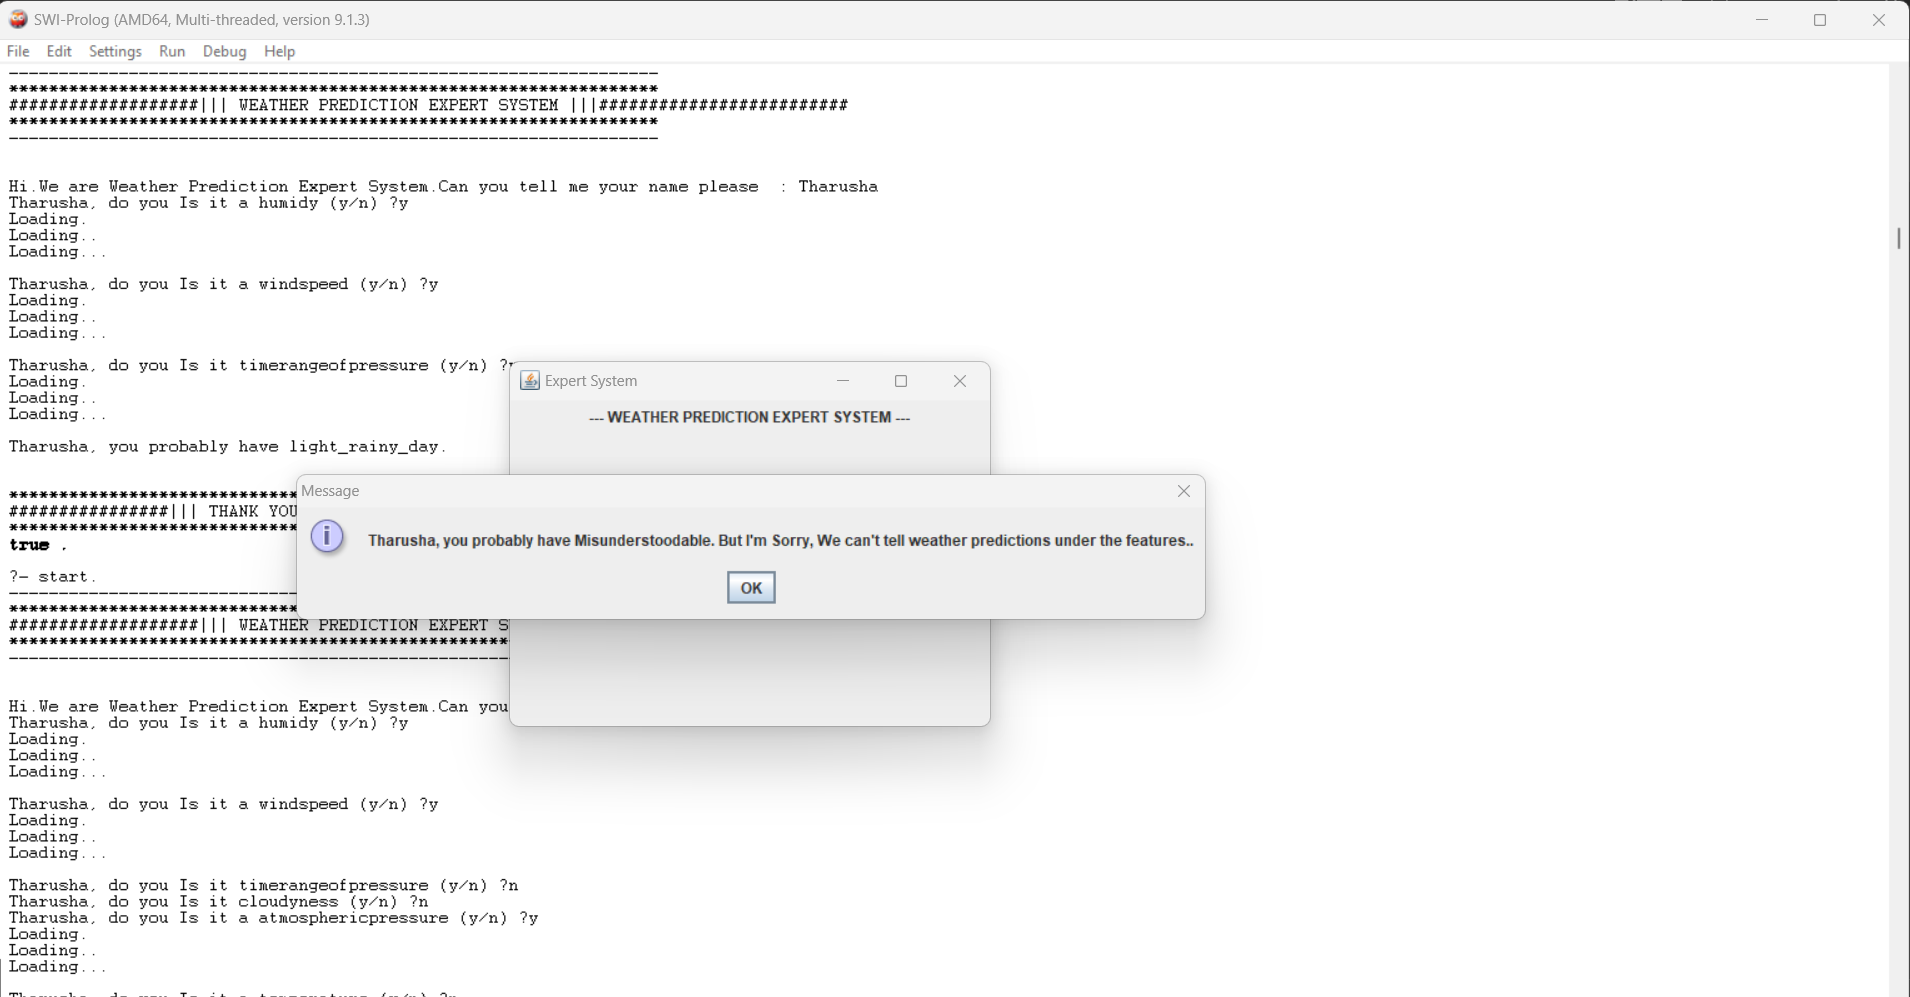 SWI-Prolog (AMD64, Multi-threaded, version 9.1.3)
File Edit Settings Run Debug Help
-----------------------------------------------------------------
*****************************************************************
###################||| WEATHER PREDICTION EXPERT SYSTEM |||#########################
*****************************************************************
-----------------------------------------------------------------
Hi.We are Weather Prediction Expert System.Can you tell me your name please  : Tharusha
Tharusha, do you Is it a humidy (y/n) ?y
Loading.
Loading..
Loading...
Tharusha, do you Is it a windspeed (y/n) ?y
Loading.
Loading..
Loading...
Tharusha, do you Is it timerangeofpressure (y/n) ?
Loading.
Loading..
Loading...
Tharusha, you probably have light_rainy_day.
*****************************
################||| THANK YOU
*****************************
true .
?- start.
-----------------------------
*****************************
###################||| WEATHER PREDICTION EXPERT S
**************************************************
--------------------------------------------------
Hi.We are Weather Prediction Expert System.Can you
Tharusha, do you Is it a humidy (y/n) ?y
Loading.
Loading..
Loading...
Tharusha, do you Is it a windspeed (y/n) ?y
Loading.
Loading..
Loading...
Tharusha, do you Is it timerangeofpressure (y/n) ?n
Tharusha, do you Is it cloudyness (y/n) ?n
Tharusha, do you Is it a atmosphericpressure (y/n) ?y
Loading.
Loading..
Loading...
Tharusha, do you Is it a temperature (y/n) ?n
Expert System
--- WEATHER PREDICTION EXPERT SYSTEM ---
Message
Tharusha, you probably have Misunderstoodable. But I'm Sorry, We can't tell weather predictions under the features..
OK